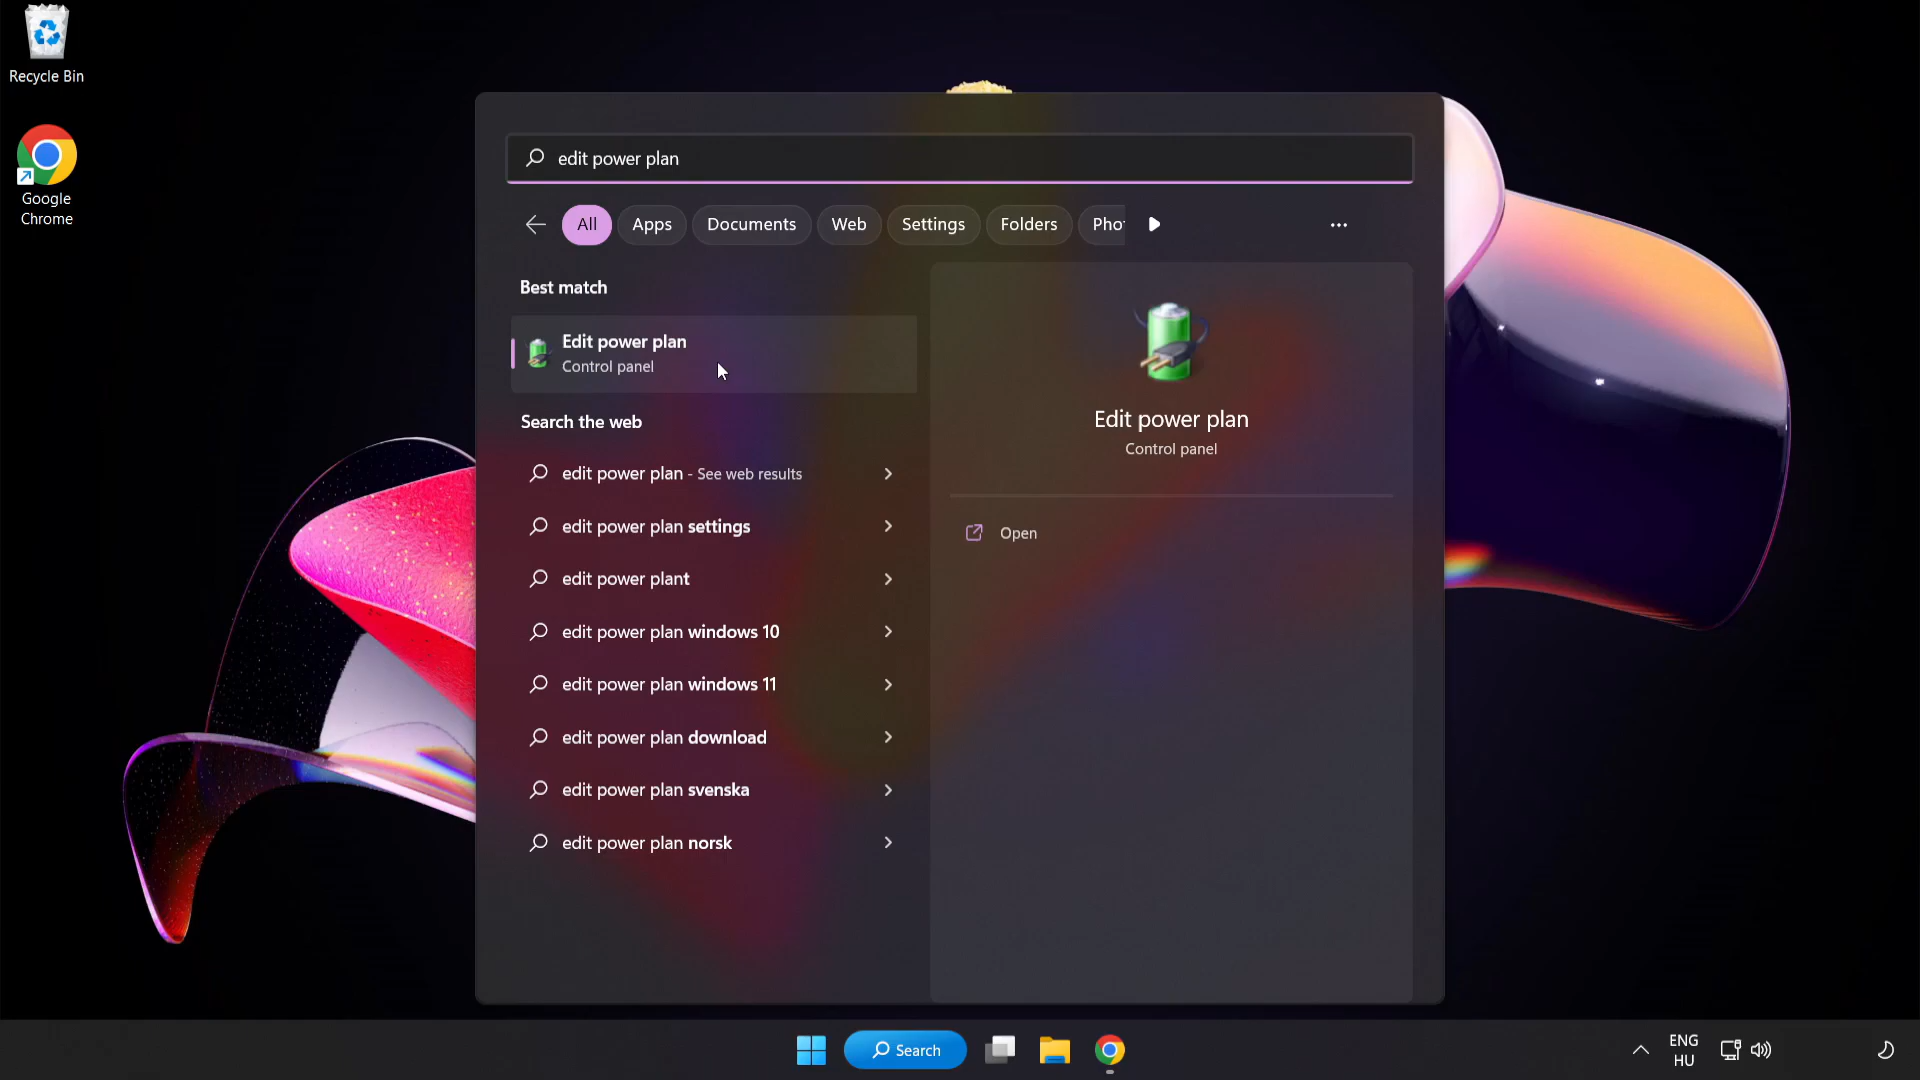 Recycle Bin
Google
Chrome
edit power plan
All
Apps
Documents
Web
Settings
Folders
Phot
Best match
Edit power plan
Control panel
Search the web
edit power plan - See web results
edit power plan settings
edit power plant
edit power plan windows 10
edit power plan windows 11
edit power plan download
edit power plan svenska
edit power plan norsk
Edit power plan
Control panel
Open
Search
ENG
HU